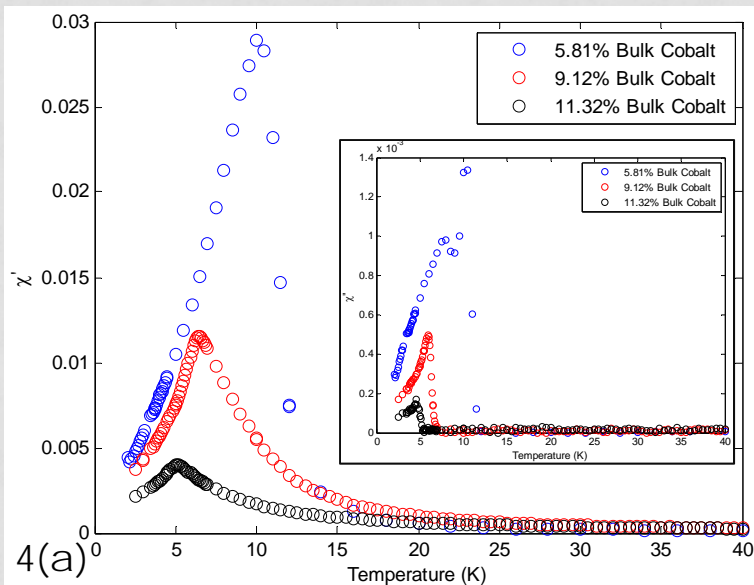 0.03
0.025
0.02
0.015
0.01
0.005
0
χ'
0 5 10 15 20 25 30 35 40
Temperature (K)
5.81% Bulk Cobalt
9.12% Bulk Cobalt
11.32% Bulk Cobalt
x 10⁻³
1.4
1.2
1
0.8
0.6
0.4
0.2
0
χ"
0 5 10 15 20 25 30 35 40
Temperature (K)
5.81% Bulk Cobalt
9.12% Bulk Cobalt
11.32% Bulk Cobalt
4(a)